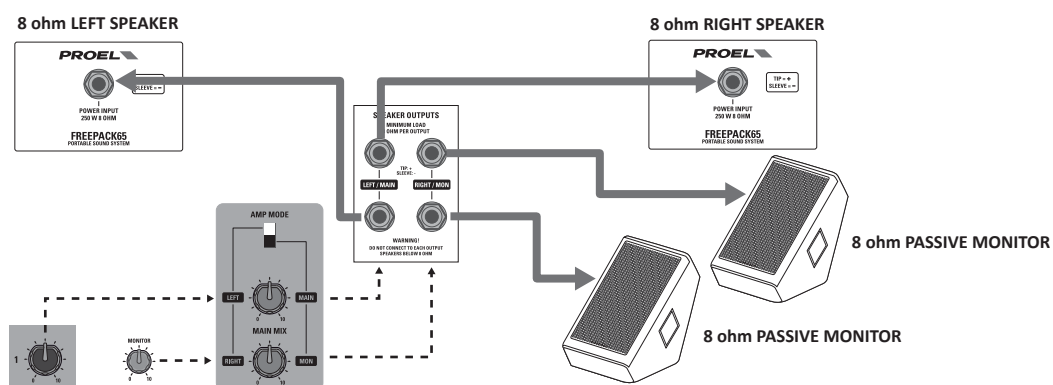 8 ohm LEFT SPEAKER
PROEL
SLEEVE = −
POWER INPUT
250 W 8 OHM
FREEPACK65
PORTABLE SOUND SYSTEM
8 ohm RIGHT SPEAKER
PROEL
TIP = +
SLEEVE = −
POWER INPUT
250 W 8 OHM
FREEPACK65
PORTABLE SOUND SYSTEM
SPEAKER OUTPUTS
MINIMUM LOAD
OHM PER OUTPUT
TIP: +
SLEEVE: -
LEFT / MAIN
RIGHT / MON
WARNING!
DO NOT CONNECT TO EACH OUTPUT
SPEAKERS BELOW 8 OHM
AMP MODE
LEFT
MAIN
0
10
MAIN MIX
RIGHT
MON
0
10
1
0
10
MONITOR
0
10
8 ohm PASSIVE MONITOR
8 ohm PASSIVE MONITOR